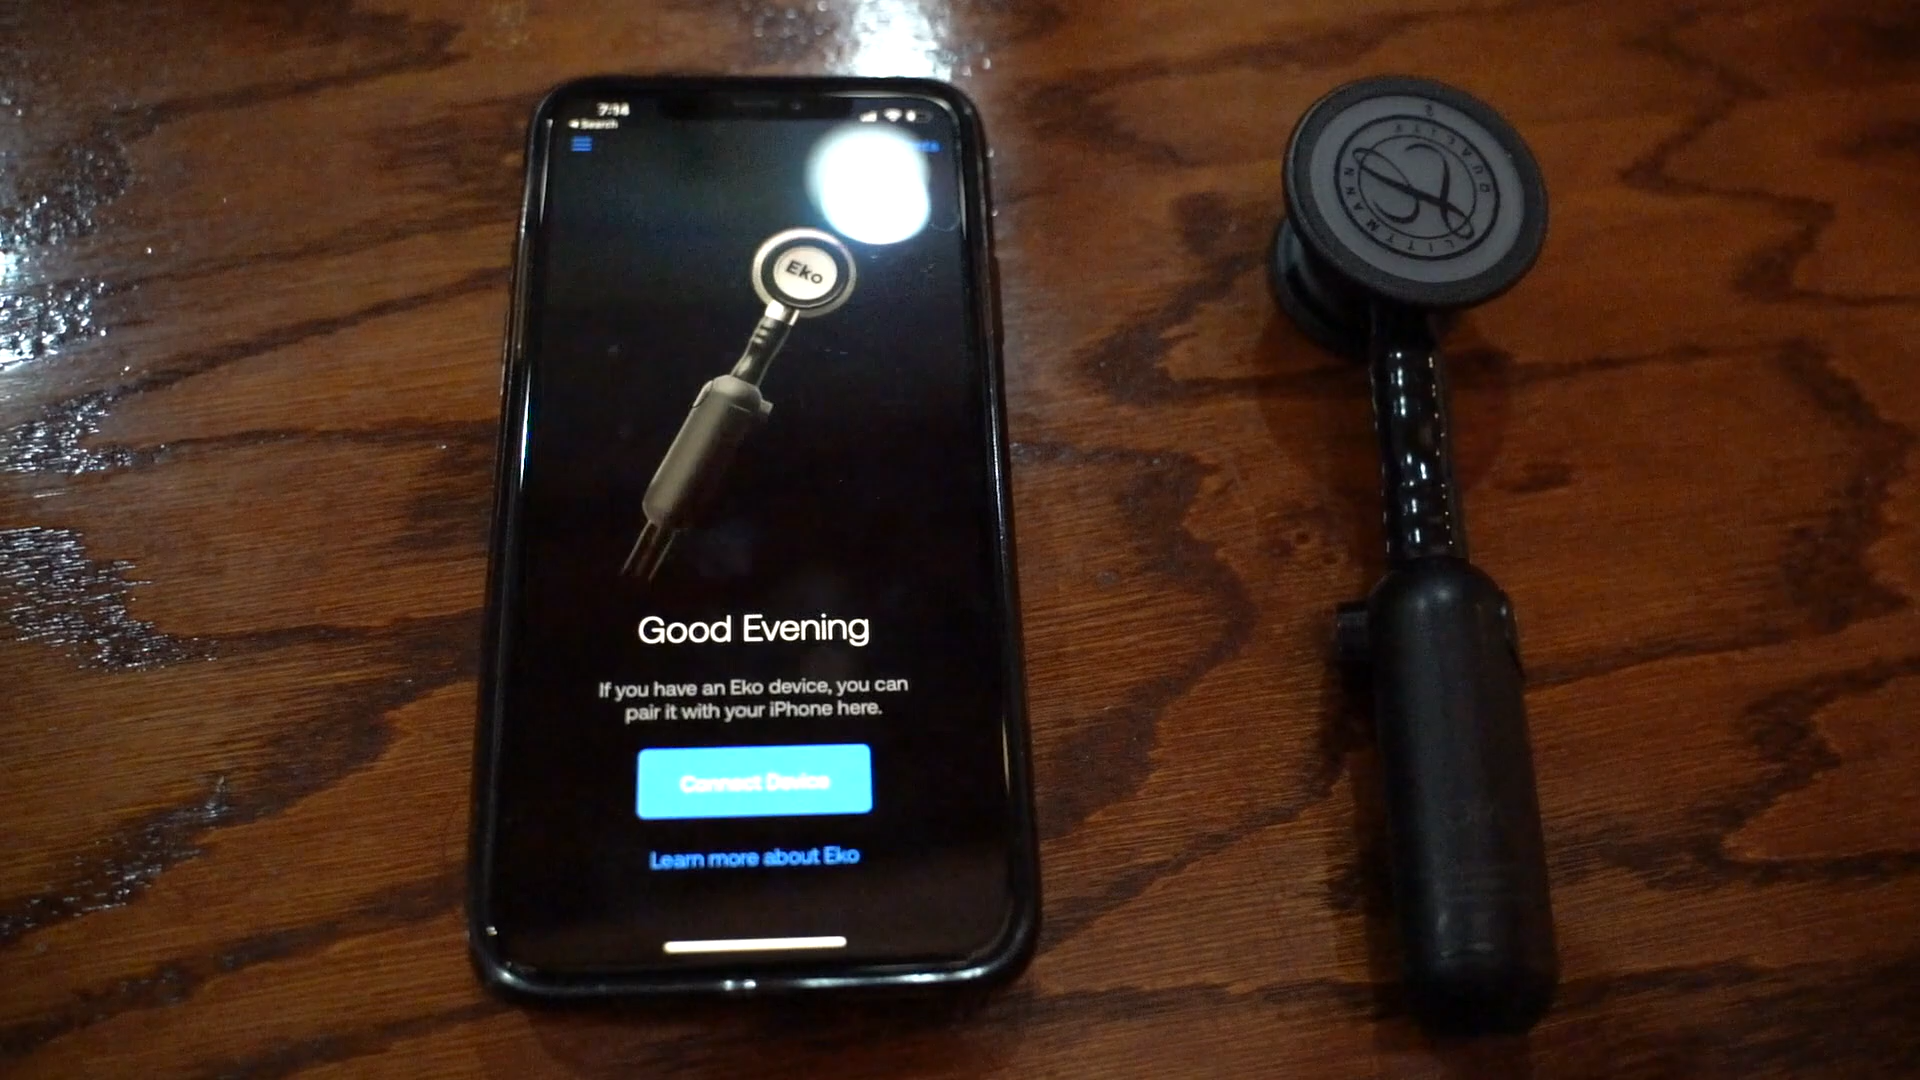 7:14
◀ Search
Eko
Good Evening
If you have an Eko device, you can
pair it with your iPhone here.
Connect Device
Learn more about Eko
LITTMANN
QUALITY